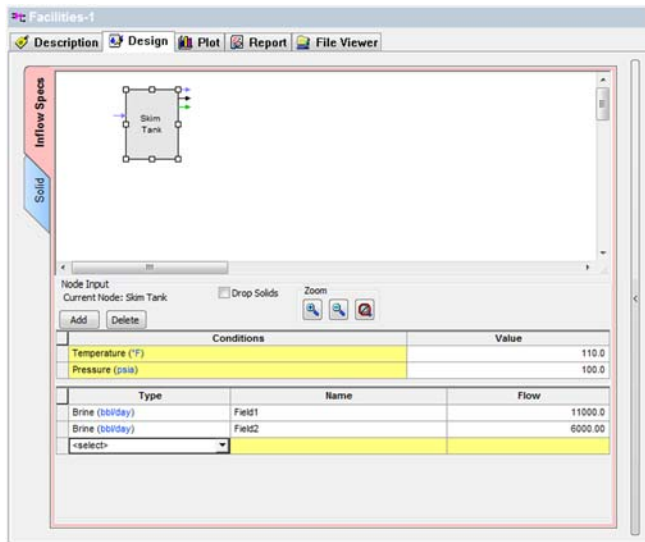 Facilities-1
Description Design Plot Report File Viewer
Inflow Specs
Solid
Skim
Tank
Node Input
Current Node: Skim Tank
Drop Solids
Zoom
Add Delete
Conditions Value
Temperature (°F) 110.0
Pressure (psia) 100.0
Type Name Flow
Brine (bbl/day) Field1 11000.0
Brine (bbl/day) Field2 6000.00
<select>